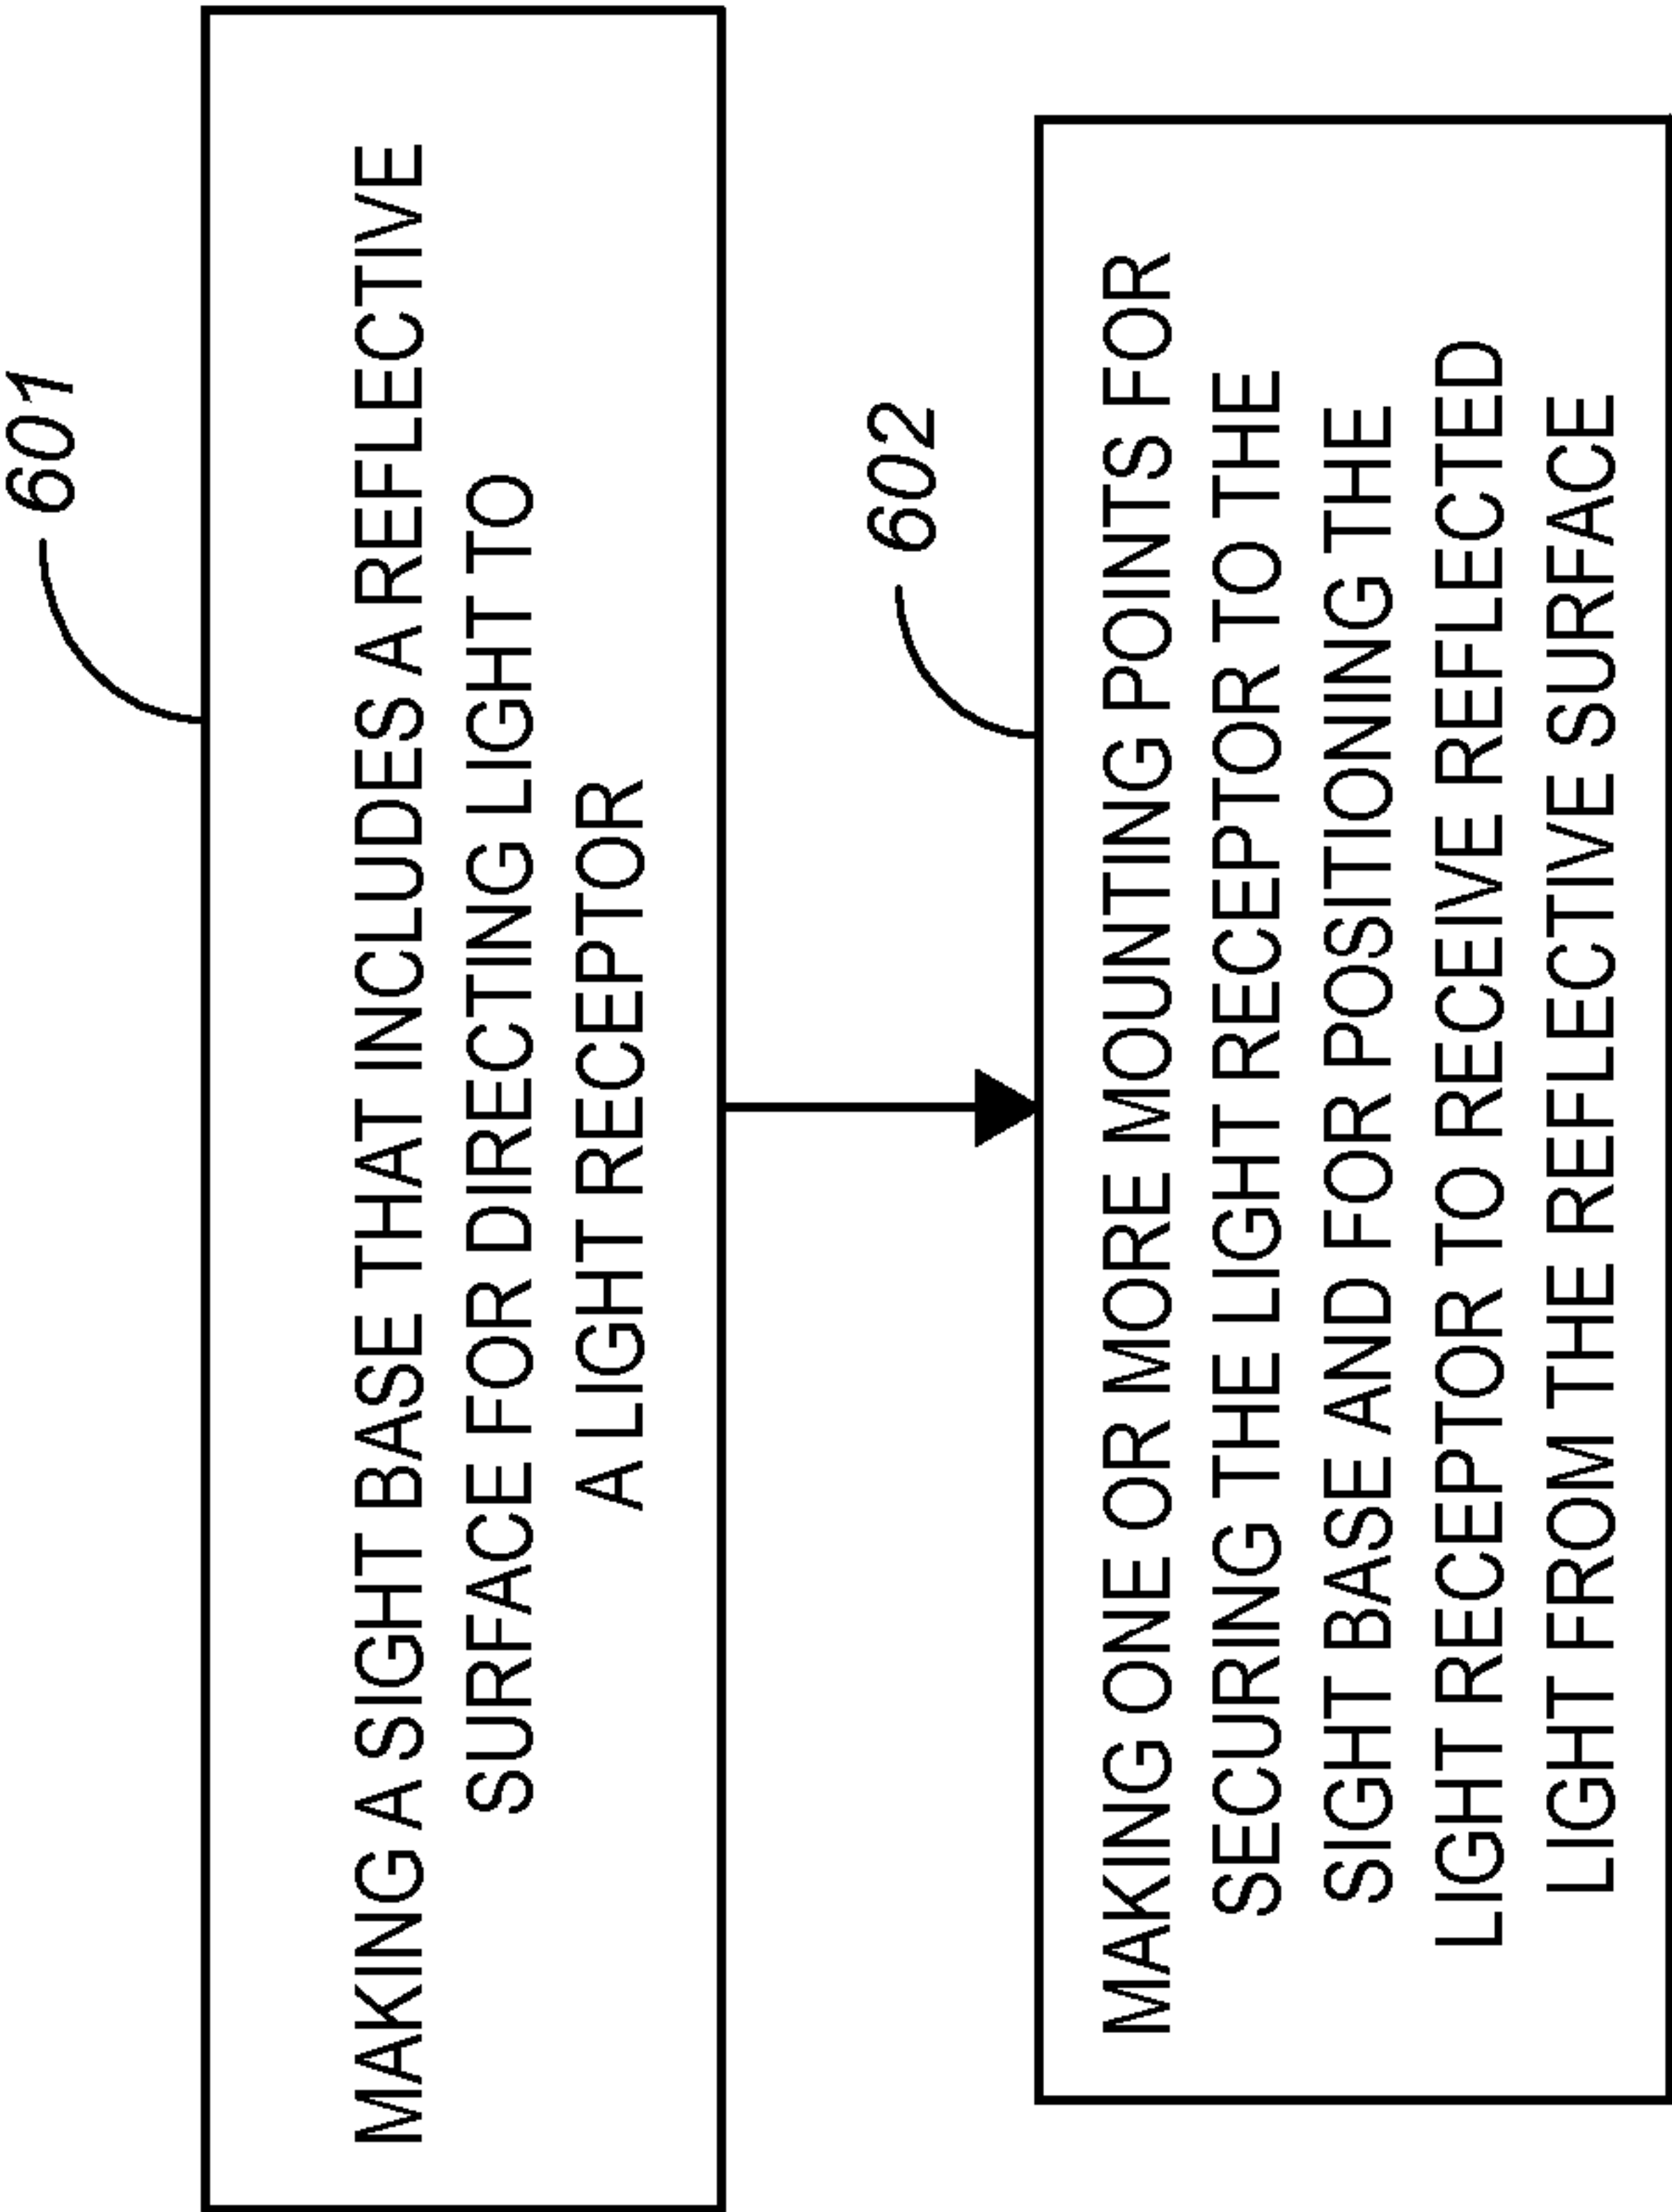 601
MAKING A SIGHT BASE THAT INCLUDES A REFLECTIVE
SURFACE FOR DIRECTING LIGHT TO
A LIGHT RECEPTOR
602
MAKING ONE OR MORE MOUNTING POINTS FOR
SECURING THE LIGHT RECEPTOR TO THE
SIGHT BASE AND FOR POSITIONING THE
LIGHT RECEPTOR TO RECEIVE REFLECTED
LIGHT FROM THE REFLECTIVE SURFACE